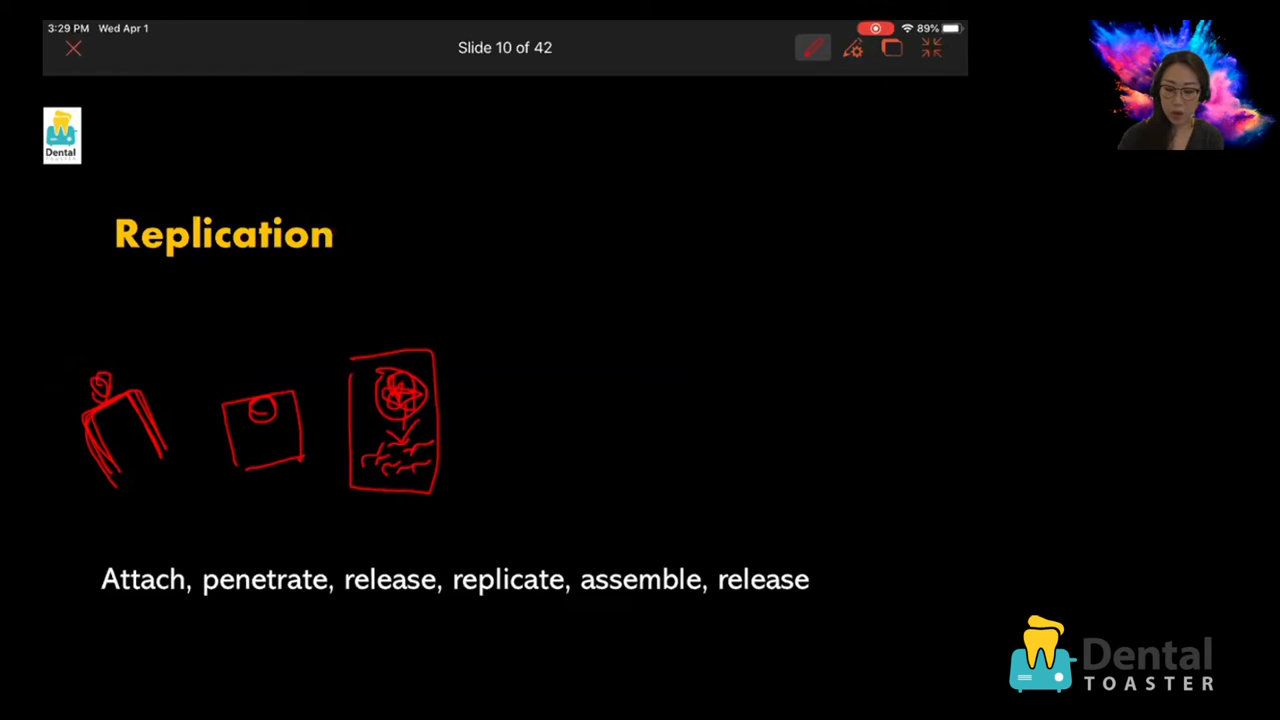 3:29 PM Wed Apr 1
89%
Slide 10 of 42
Dental
TOASTER
Replication
Attach, penetrate, release, replicate, assemble, release
Dental
TOASTER